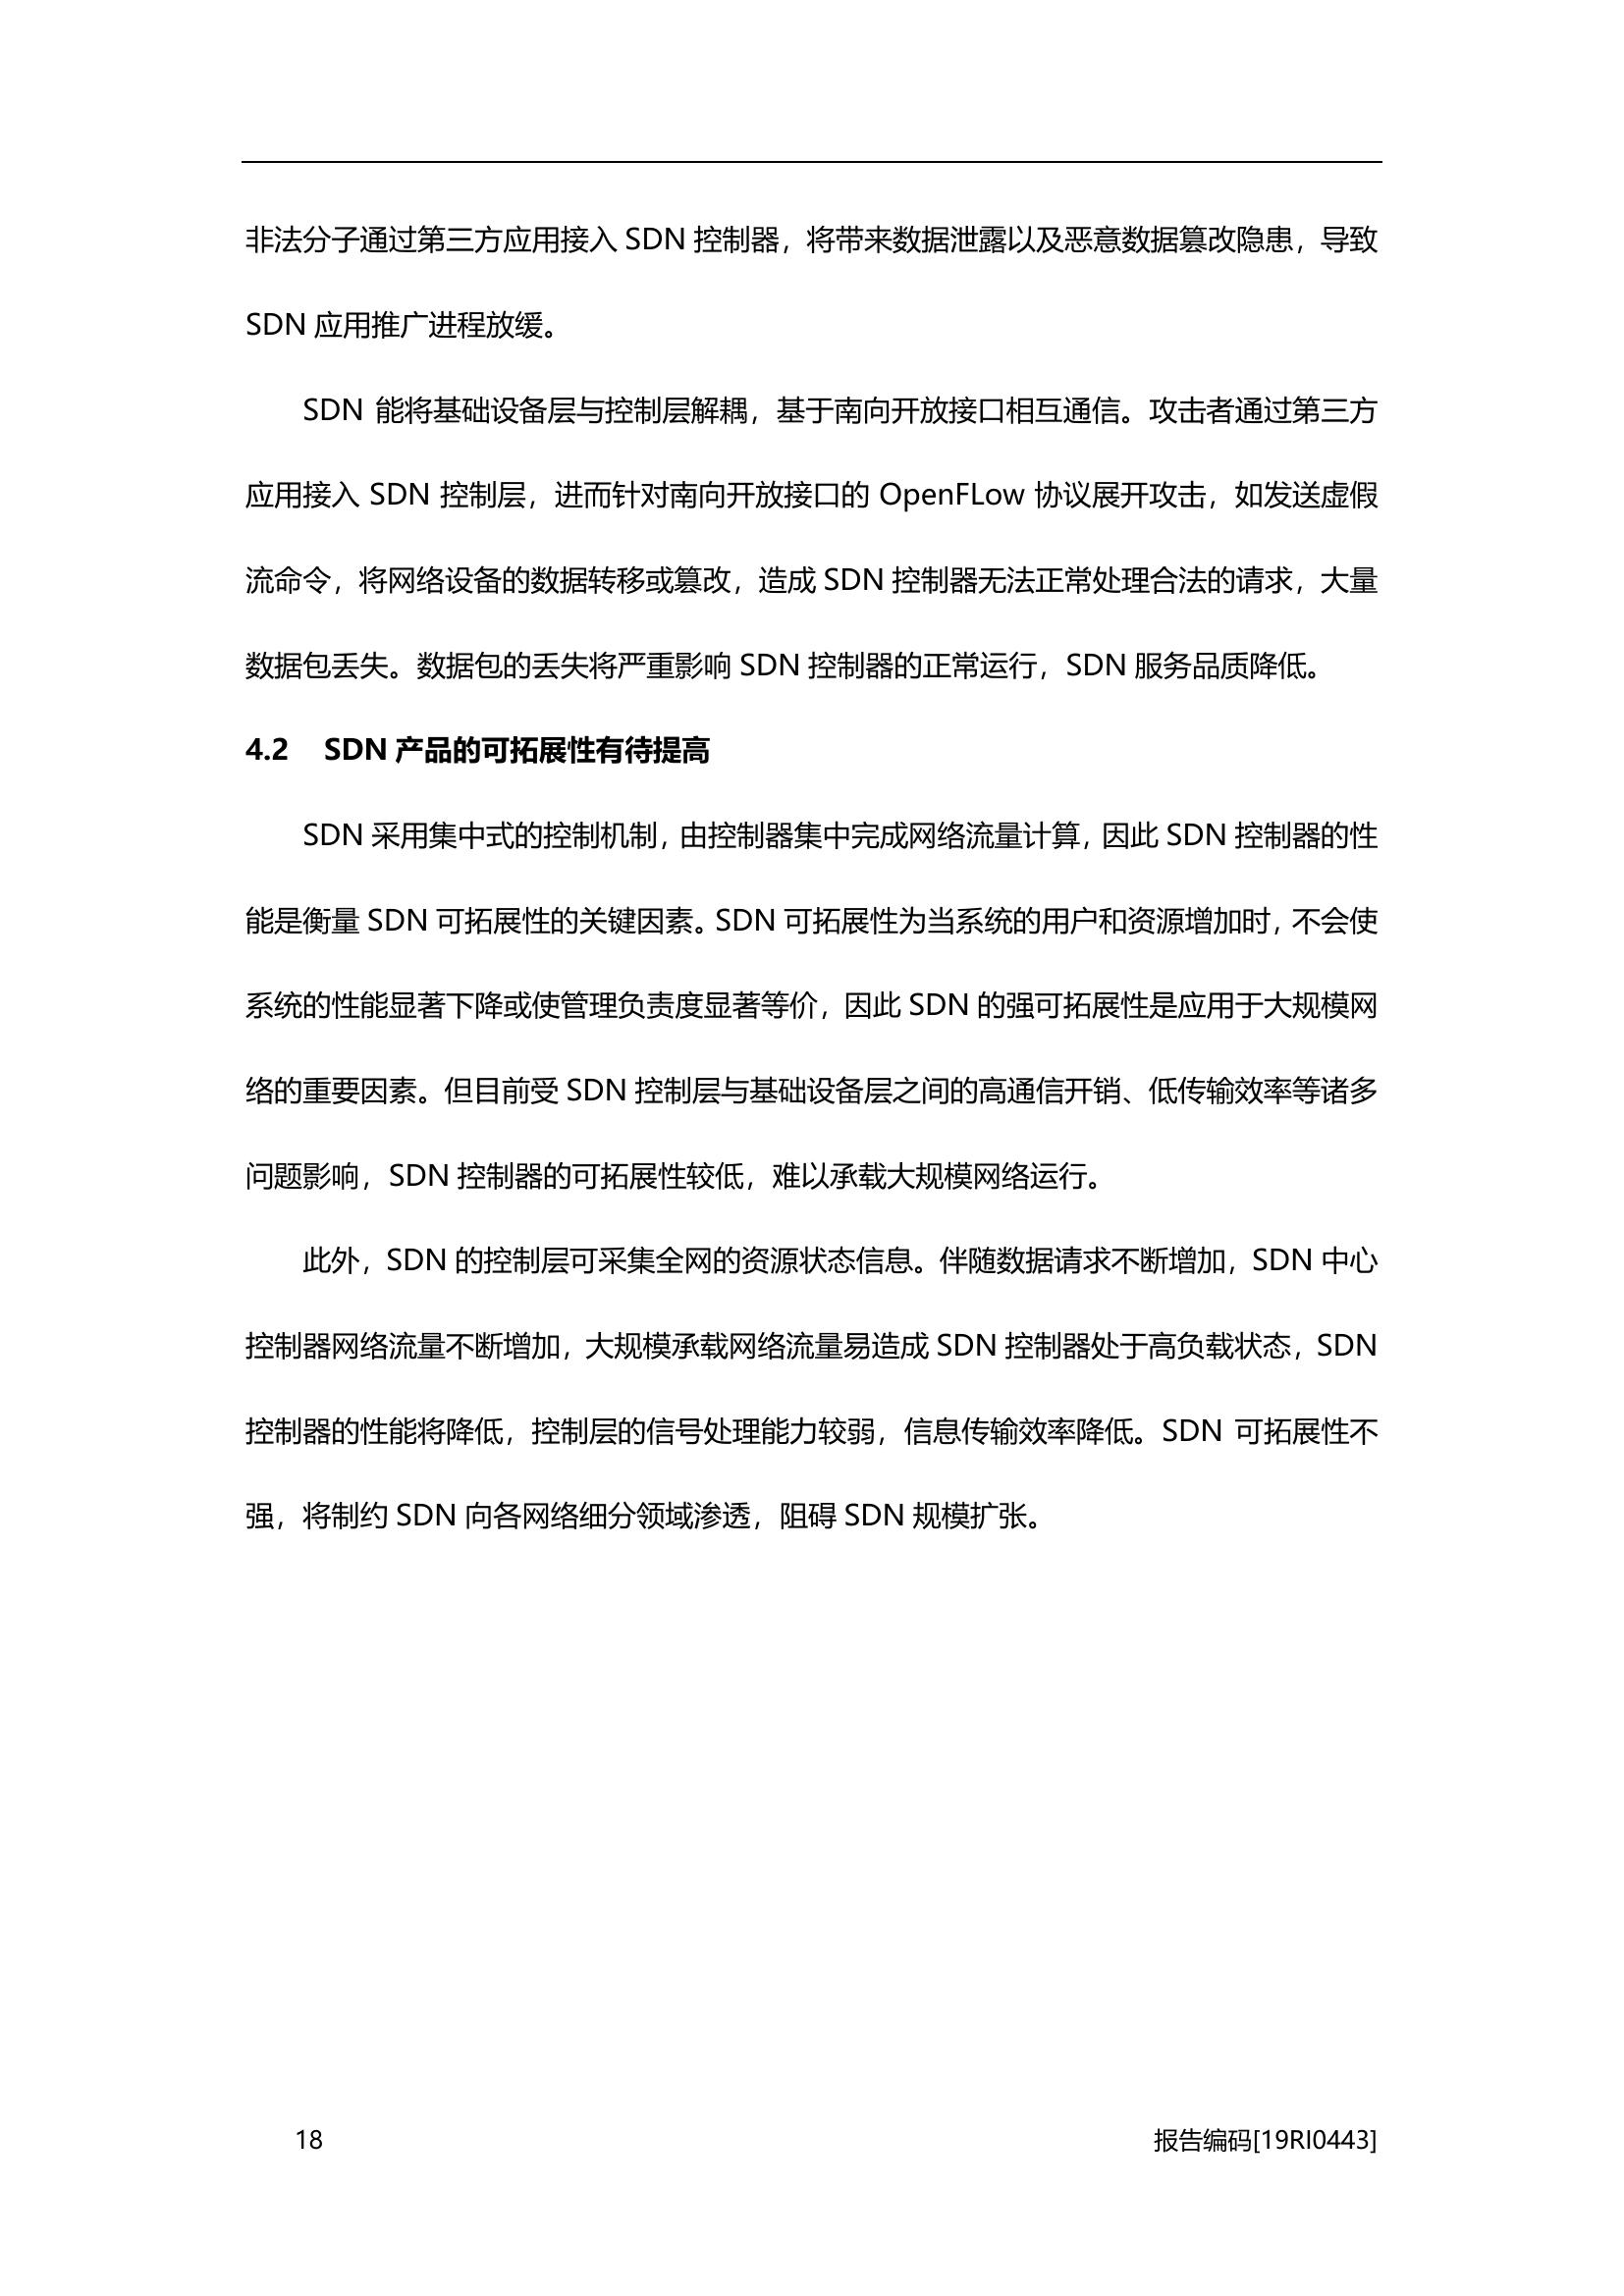 非法分子通过第三方应用接入 SDN 控制器，将带来数据泄露以及恶意数据篡改隐患，导致
SDN 应用推广进程放缓。
SDN 能将基础设备层与控制层解耦，基于南向开放接口相互通信。攻击者通过第三方
应用接入 SDN 控制层，进而针对南向开放接口的 OpenFLow 协议展开攻击，如发送虚假
流命令，将网络设备的数据转移或篡改，造成 SDN 控制器无法正常处理合法的请求，大量
数据包丢失。数据包的丢失将严重影响 SDN 控制器的正常运行，SDN 服务品质降低。
4.2 SDN 产品的可拓展性有待提高
SDN 采用集中式的控制机制，由控制器集中完成网络流量计算，因此 SDN 控制器的性
能是衡量 SDN 可拓展性的关键因素。SDN 可拓展性为当系统的用户和资源增加时，不会使
系统的性能显著下降或使管理负责度显著等价，因此 SDN 的强可拓展性是应用于大规模网
络的重要因素。但目前受 SDN 控制层与基础设备层之间的高通信开销、低传输效率等诸多
问题影响，SDN 控制器的可拓展性较低，难以承载大规模网络运行。
此外，SDN 的控制层可采集全网的资源状态信息。伴随数据请求不断增加，SDN 中心
控制器网络流量不断增加，大规模承载网络流量易造成 SDN 控制器处于高负载状态，SDN
控制器的性能将降低，控制层的信号处理能力较弱，信息传输效率降低。SDN 可拓展性不
强，将制约 SDN 向各网络细分领域渗透，阻碍 SDN 规模扩张。
18 报告编码[19RI0443]